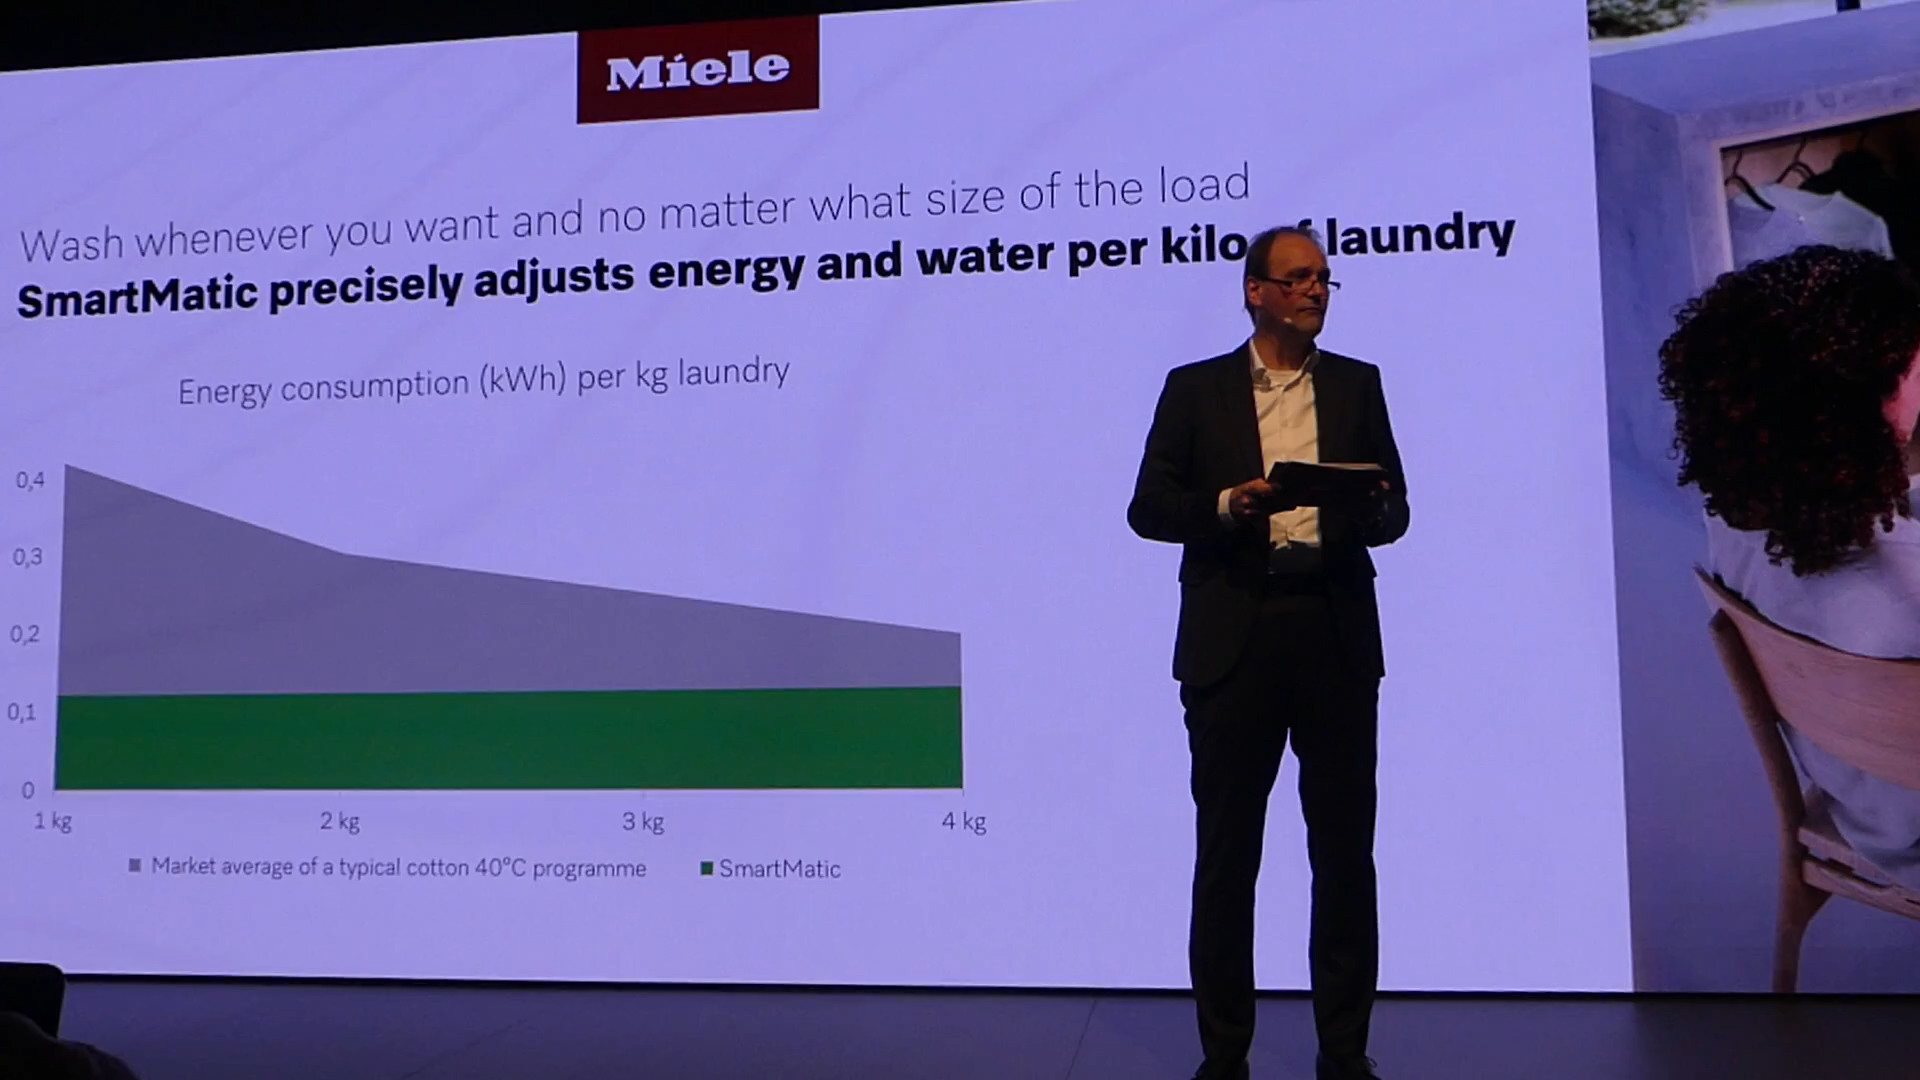 Miele
Wash whenever you want and no matter what size of the load
SmartMatic precisely adjusts energy and water per kilo laundry
Energy consumption (kWh) per kg laundry
0,4
0,3
0,2
0,1
0
1 kg 2 kg 3 kg 4 kg
Market average of a typical cotton 40°C programme SmartMatic